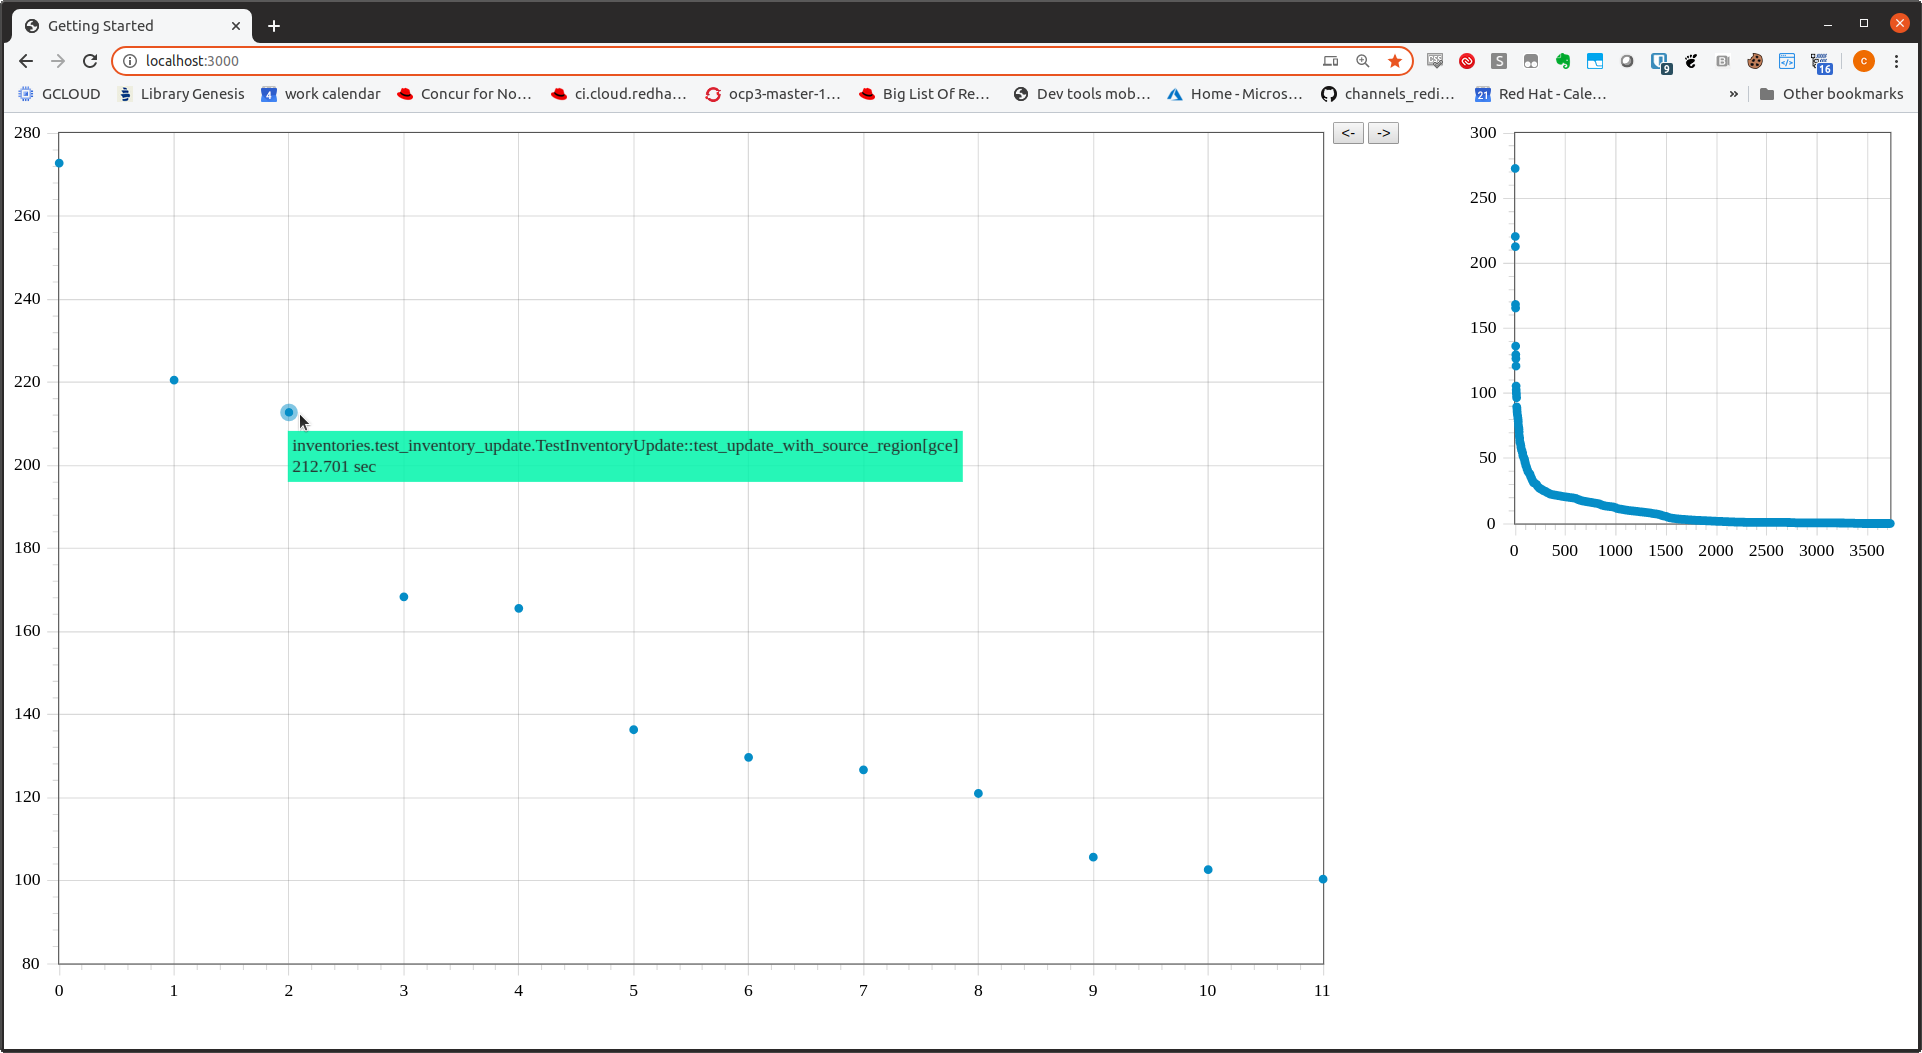 Getting Started
localhost:3000
9
16
c
GCLOUD
4 work calendar
Library Genesis
Concur for No...
ci.cloud.redha...
ocp3-master-1...
Big List Of Re...
Dev tools mob...
Home - Micros...
channels_redi...
21 Red Hat - Cale...
»
Other bookmarks
<- ->
280
260
240
220
200
180
160
140
120
100
80
0 1 2 3 4 5 6 7 8 9 10 11
inventories.test_inventory_update.TestInventoryUpdate::test_update_with_source_region[gce]
212.701 sec
300
250
200
150
100
50
0
0 500 1000 1500 2000 2500 3000 3500